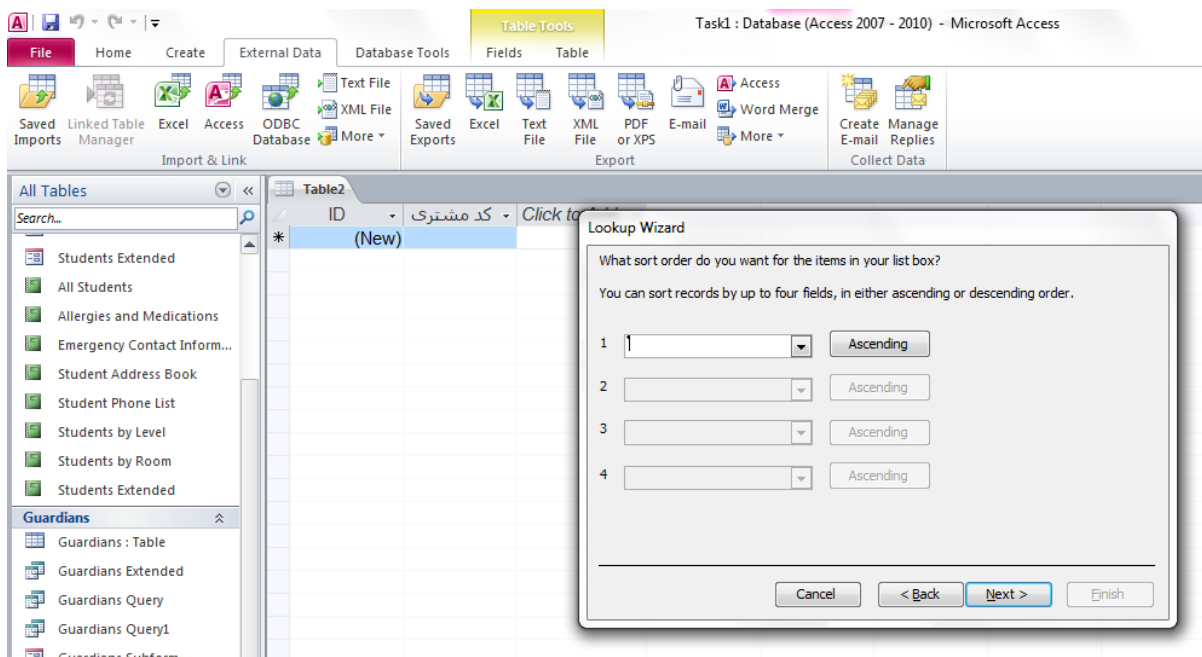 Table Tools
Task1 : Database (Access 2007 - 2010) - Microsoft Access
File Home Create External Data Database Tools Fields Table
Saved Imports
Linked Table Manager
Excel
Access
ODBC Database
Text File
XML File
More
Import & Link
Saved Exports
Excel
Text File
XML File
PDF or XPS
E-mail
Access
Word Merge
More
Export
Create E-mail
Manage Replies
Collect Data
All Tables
Search...
Students Extended
All Students
Allergies and Medications
Emergency Contact Inform...
Student Address Book
Student Phone List
Students by Level
Students by Room
Students Extended
Guardians
Guardians : Table
Guardians Extended
Guardians Query
Guardians Query1
Guardians Subform
Table2
ID کد مشتری Click to Add
* (New)
Lookup Wizard
What sort order do you want for the items in your list box?
You can sort records by up to four fields, in either ascending or descending order.
1 Ascending
2 Ascending
3 Ascending
4 Ascending
Cancel < Back Next > Finish